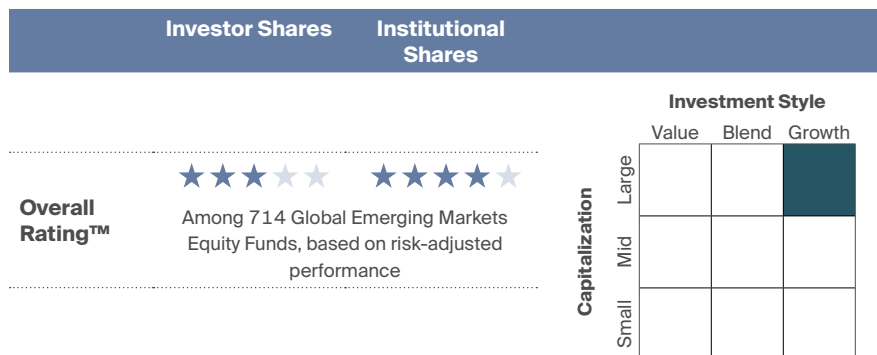 Investor Shares
Institutional
Shares
Overall
Rating™
Among 714 Global Emerging Markets
Equity Funds, based on risk-adjusted
performance
Investment Style
Value Blend Growth
Capitalization
Large
Mid
Small